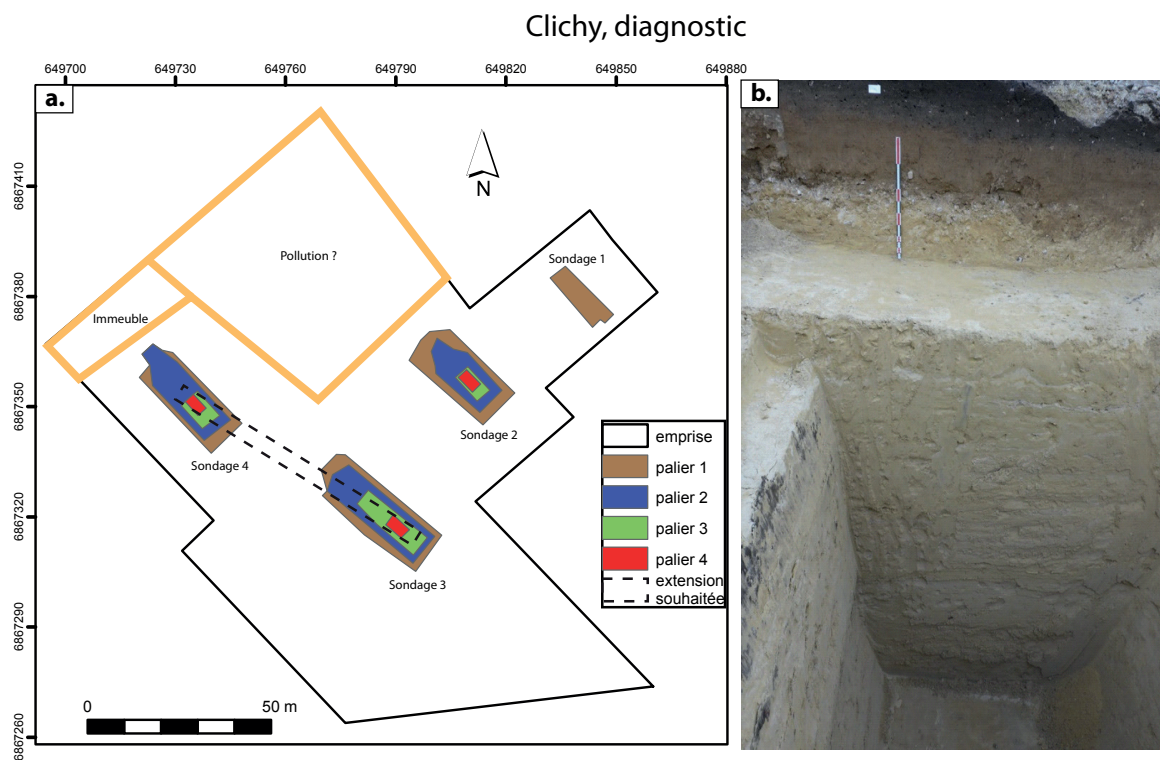 Clichy, diagnostic
649700 649730 649760 649790 649820 649850 649880
a.
b.
6867410
6867380
6867350
6867320
6867290
6867260
N
Pollution ?
Sondage 1
Immeuble
Sondage 2
Sondage 4
Sondage 3
emprise
palier 1
palier 2
palier 3
palier 4
extension
souhaitée
0 50 m